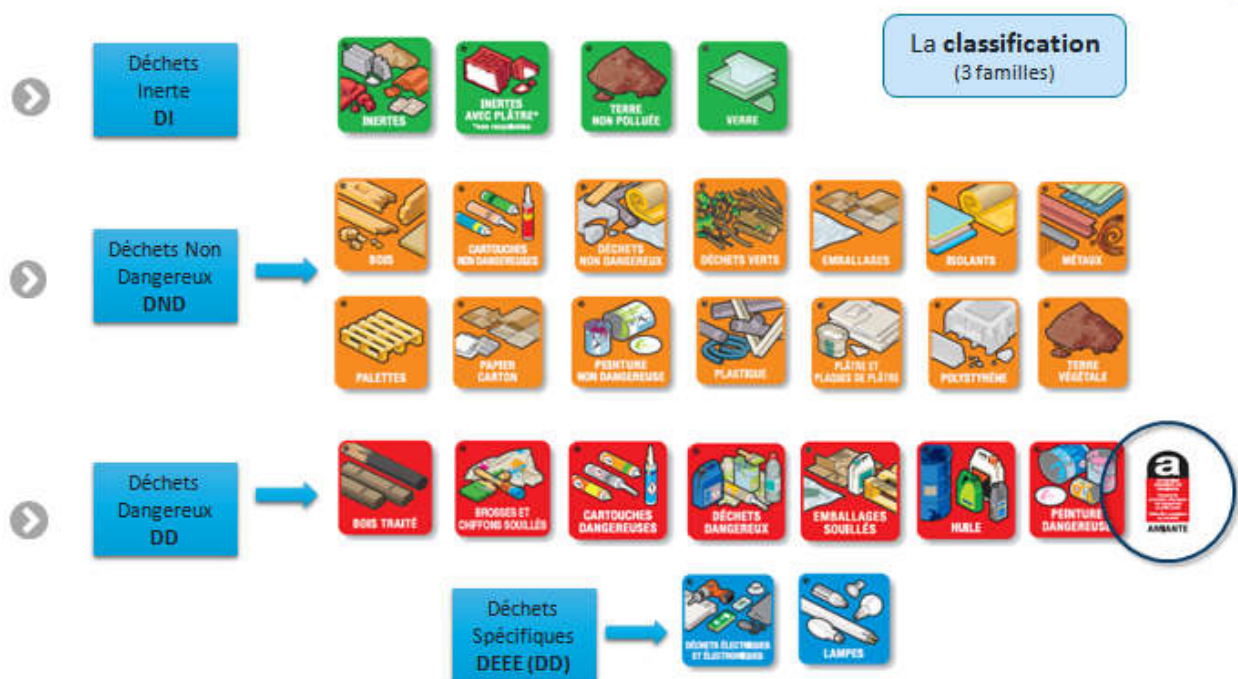 La classification
(3 familles)
Déchets
Inerte
DI
INERTES
INERTES
AVEC PLÂTRE*
TERRE
NON POLLUÉE
VERRE
Déchets Non
Dangereux
DND
BOIS
CARTOUCHES
NON DANGEREUSES
DÉCHETS
NON DANGEREUX
DÉCHETS VERTS
EMBALLAGES
ISOLANTS
MÉTAUX
PALETTES
PAPIER
CARTON
PEINTURE
NON DANGEREUSE
PLASTIQUE
PLÂTRE ET
PLAQUES DE PLÂTRE
POLYSTYRÈNE
TERRE
VÉGÉTALE
Déchets
Dangereux
DD
BOIS TRAITÉ
BROSSES ET
CHIFFONS SOUILLÉS
CARTOUCHES
DANGEREUSES
DÉCHETS
DANGEREUX
EMBALLAGES
SOUILLÉS
HUILE
PEINTURE
DANGEREUSE
a
AMIANTE
Déchets
Spécifiques
DEEE (DD)
DÉCHETS ÉLECTRIQUES
ET ÉLECTRONIQUES
LAMPES